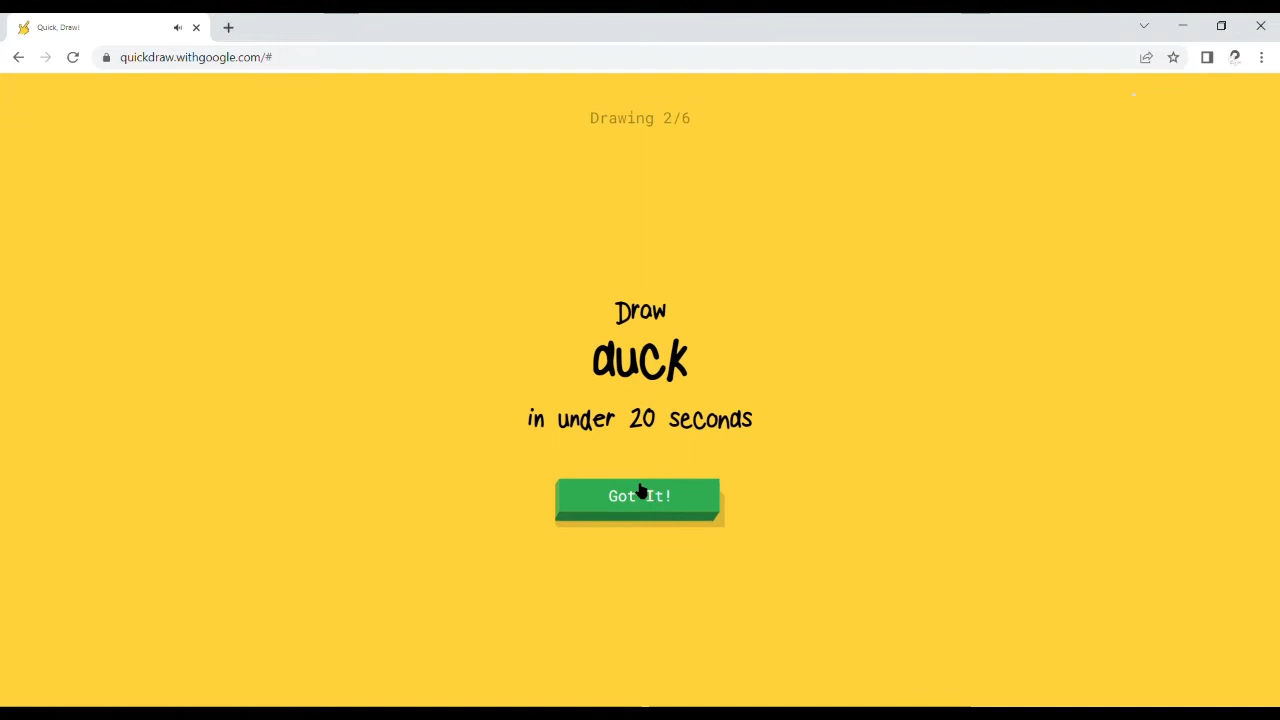 Quick, Draw!
quickdraw.withgoogle.com/#
Drawing 2/6
Draw
duck
in under 20 seconds
Got It!